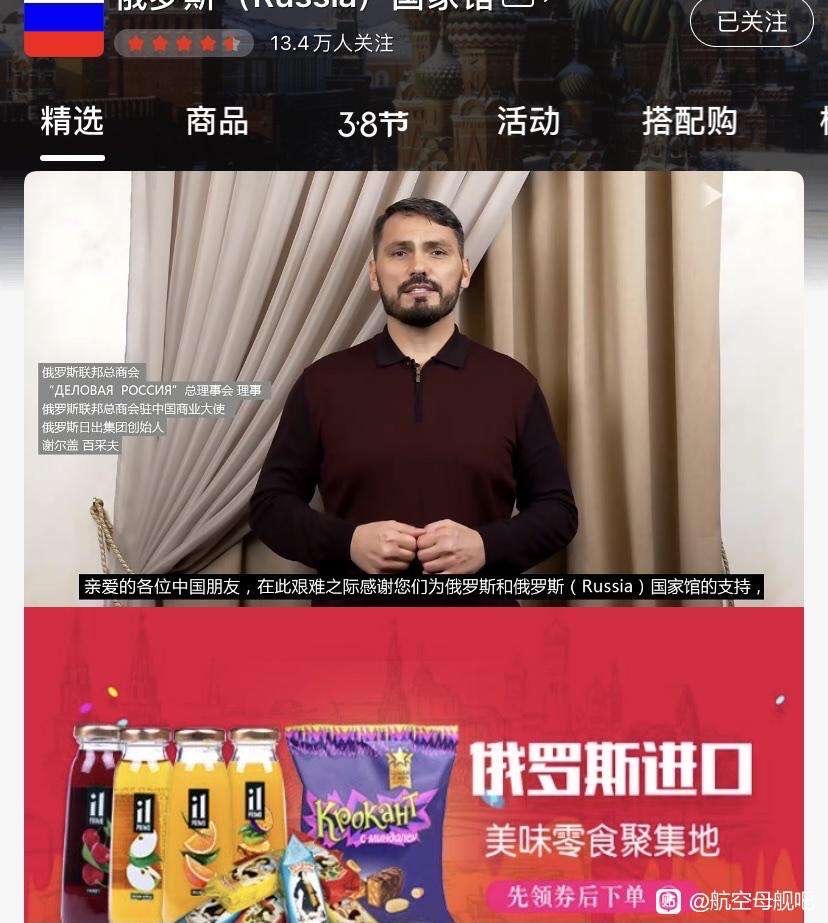 俄罗斯（Russia）国家馆
13.4万人关注
已关注
精选
商品
3·8节
活动
搭配购
俄罗斯联邦总商会
“ДЕЛОВАЯ РОССИЯ”总理事会 理事
俄罗斯联邦总商会驻中国商业大使
俄罗斯日出集团创始人
谢尔盖 百采夫
亲爱的各位中国朋友，在此艰难之际感谢您们为俄罗斯和俄罗斯（Russia）国家馆的支持，
俄罗斯进口
美味零食聚集地
先领券后下单
il
PRIMO
il
PRIMO
il
PRIMO
il
PRIMO
КРОКАНТ
с миндалем
贴
@航空母舰吧